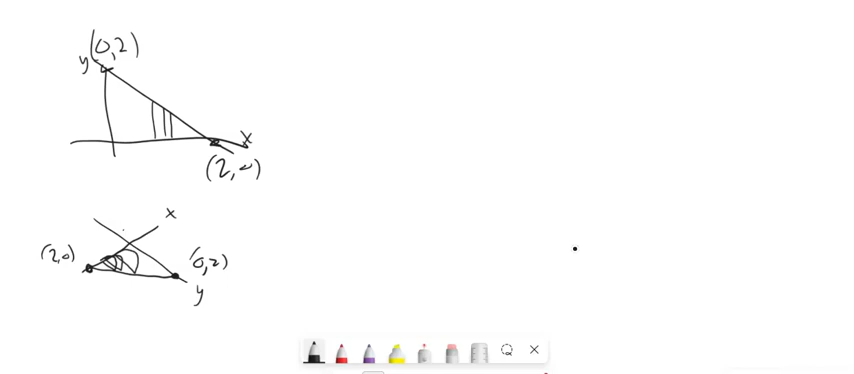 (0,2)
y
x
(2,0)
x
(2,0)
(0,2)
y